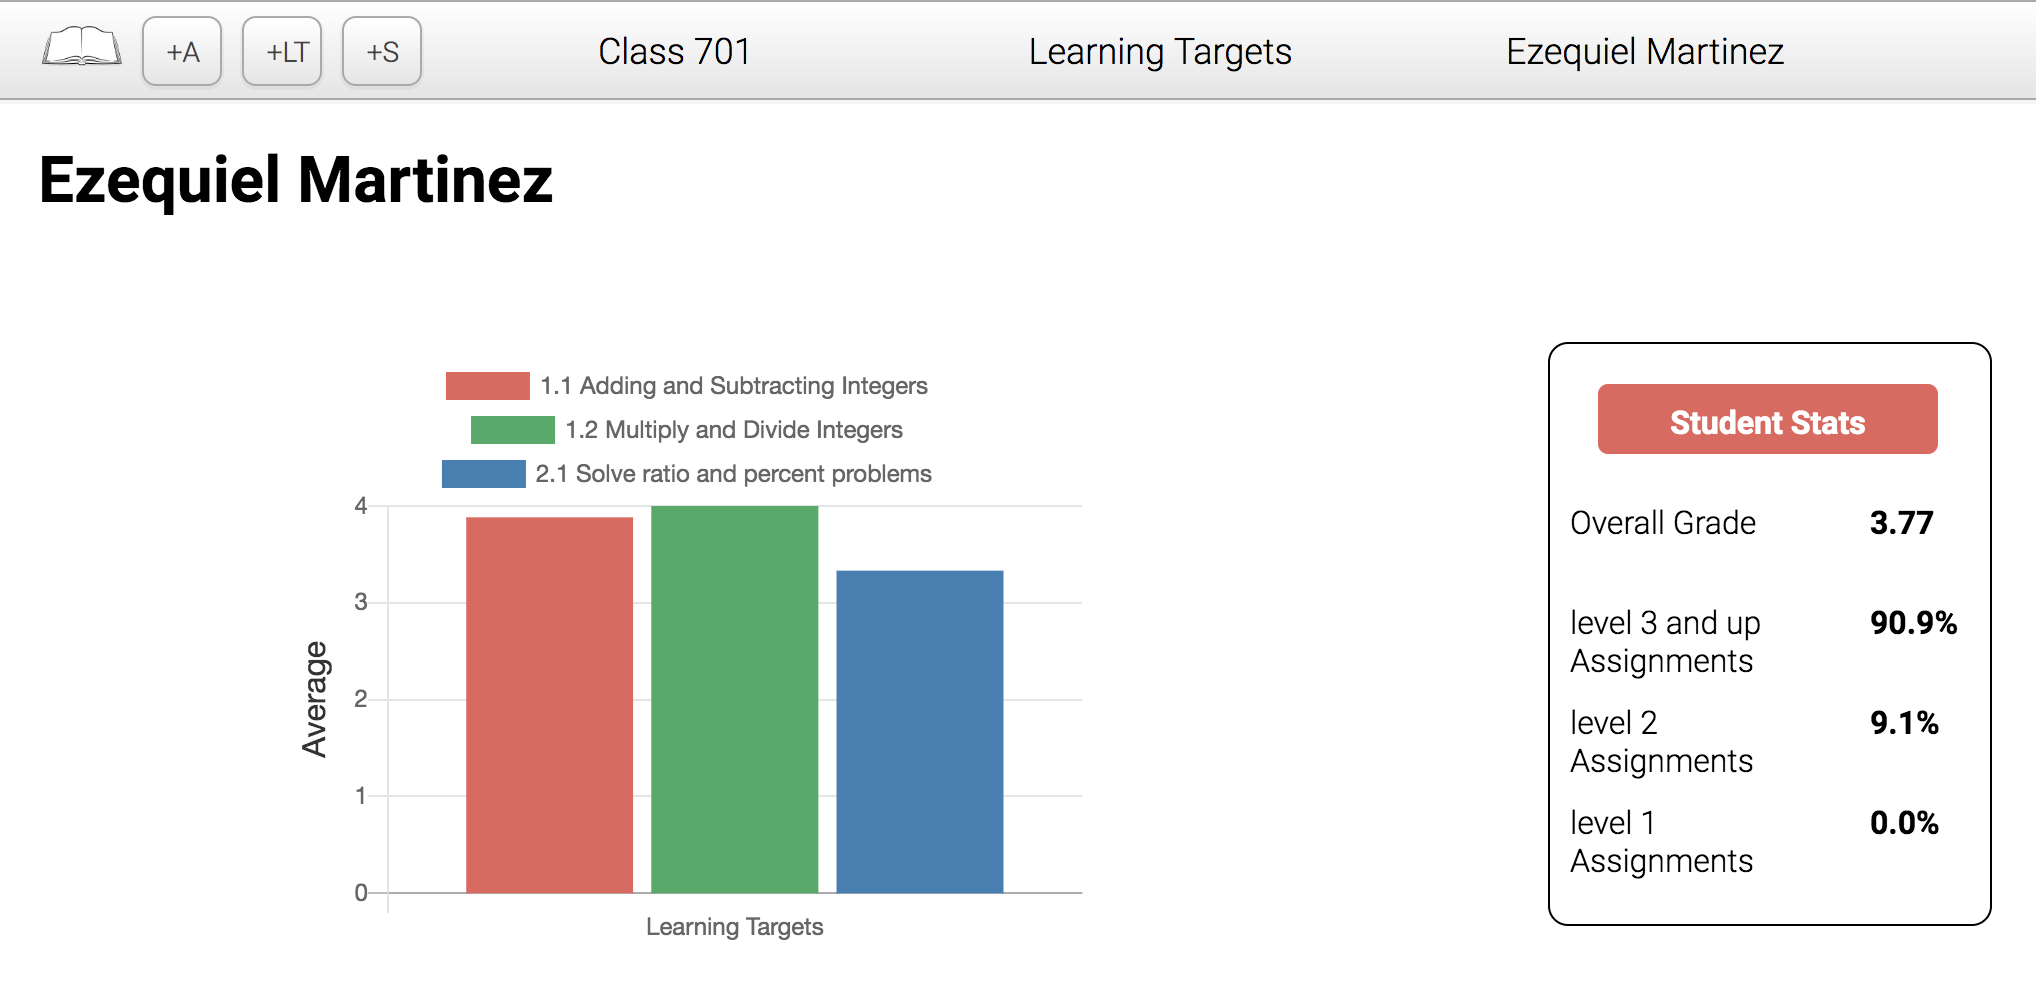 +A
+LT
+S
Class 701
Learning Targets
Ezequiel Martinez
Ezequiel Martinez
1.1 Adding and Subtracting Integers
1.2 Multiply and Divide Integers
2.1 Solve ratio and percent problems
4
3
2
1
0
Average
Learning Targets
Student Stats
Overall Grade 3.77
level 3 and up 90.9%
Assignments
level 2 9.1%
Assignments
level 1 0.0%
Assignments